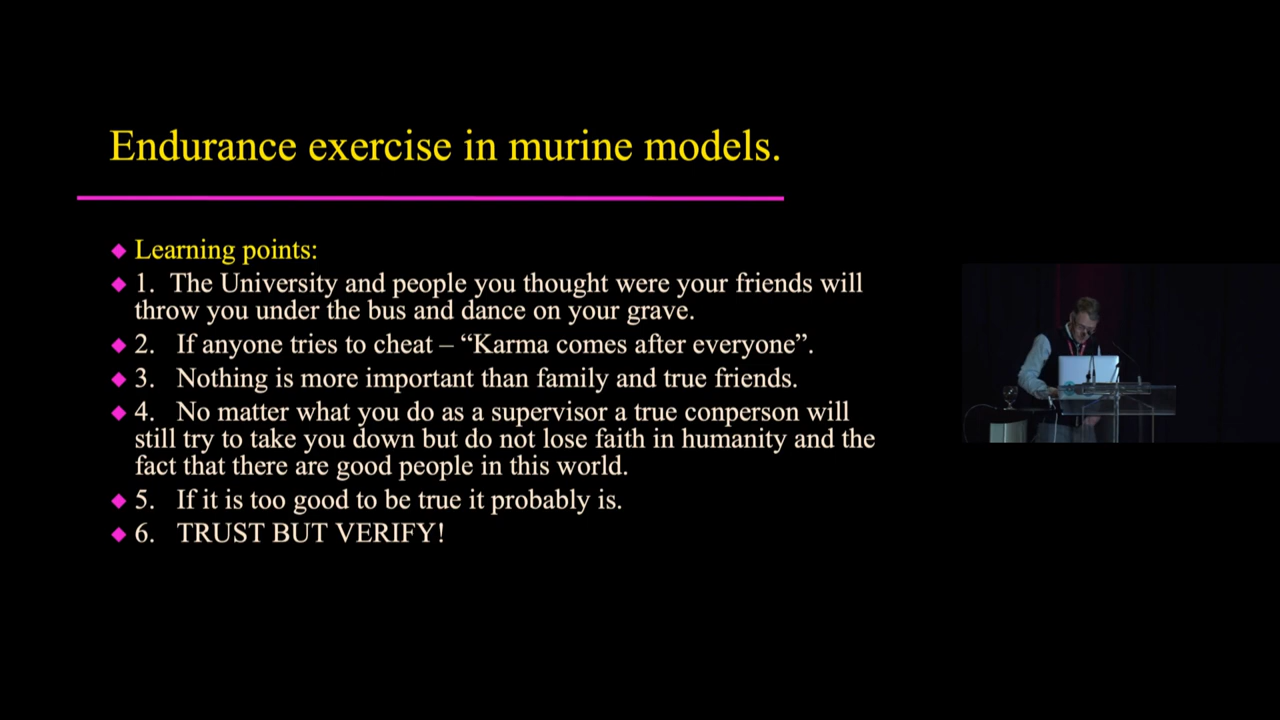 Endurance exercise in murine models.
Learning points:
1. The University and people you thought were your friends will
throw you under the bus and dance on your grave.
2. If anyone tries to cheat – “Karma comes after everyone”.
3. Nothing is more important than family and true friends.
4. No matter what you do as a supervisor a true conperson will
still try to take you down but do not lose faith in humanity and the
fact that there are good people in this world.
5. If it is too good to be true it probably is.
6. TRUST BUT VERIFY!